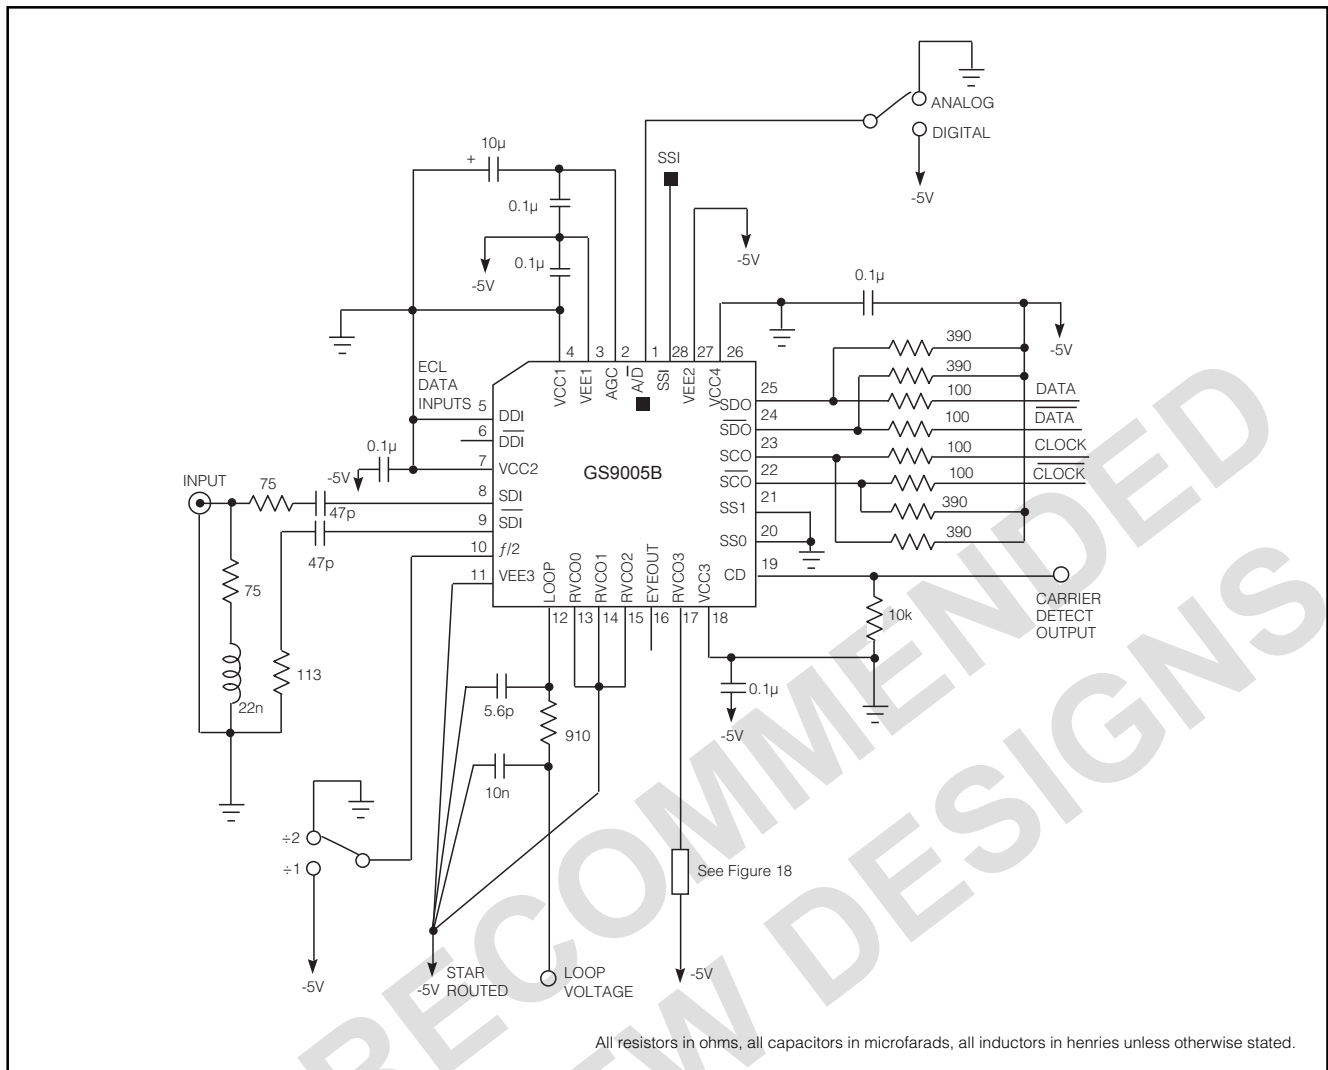 ANALOG
DIGITAL
-5V
10µ
+
SSI
0.1µ
-5V
0.1µ
-5V
0.1µ
-5V
4 3 2 1 28 27 26
VCC1 VEE1 AGC A/D SSI VEE2 VCC4
ECL
DATA
INPUTS
5 DDI
6 DDI
7 VCC2
0.1µ
-5V
INPUT
75
47p
8 SDI
9 SDI
47p
10 f/2
11 VEE3
GS9005B
25 SDO
24 SDO
23 SCO
22 SCO
21 SS1
20 SS0
19 CD
390
390
100 DATA
100 DATA
100 CLOCK
100 CLOCK
390
390
CARRIER
DETECT
OUTPUT
10k
LOOP RVCO0 RVCO1 RVCO2 EYEOUT RVCO3 VCC3
12 13 14 15 16 17 18
75
22n
113
5.6p
910
10n
0.1µ
-5V
÷2
÷1
-5V
See Figure 18
-5V STAR
ROUTED
LOOP
VOLTAGE
-5V
RECOMMENDED
EW DESIGNS
All resistors in ohms, all capacitors in microfarads, all inductors in henries unless otherwise stated.